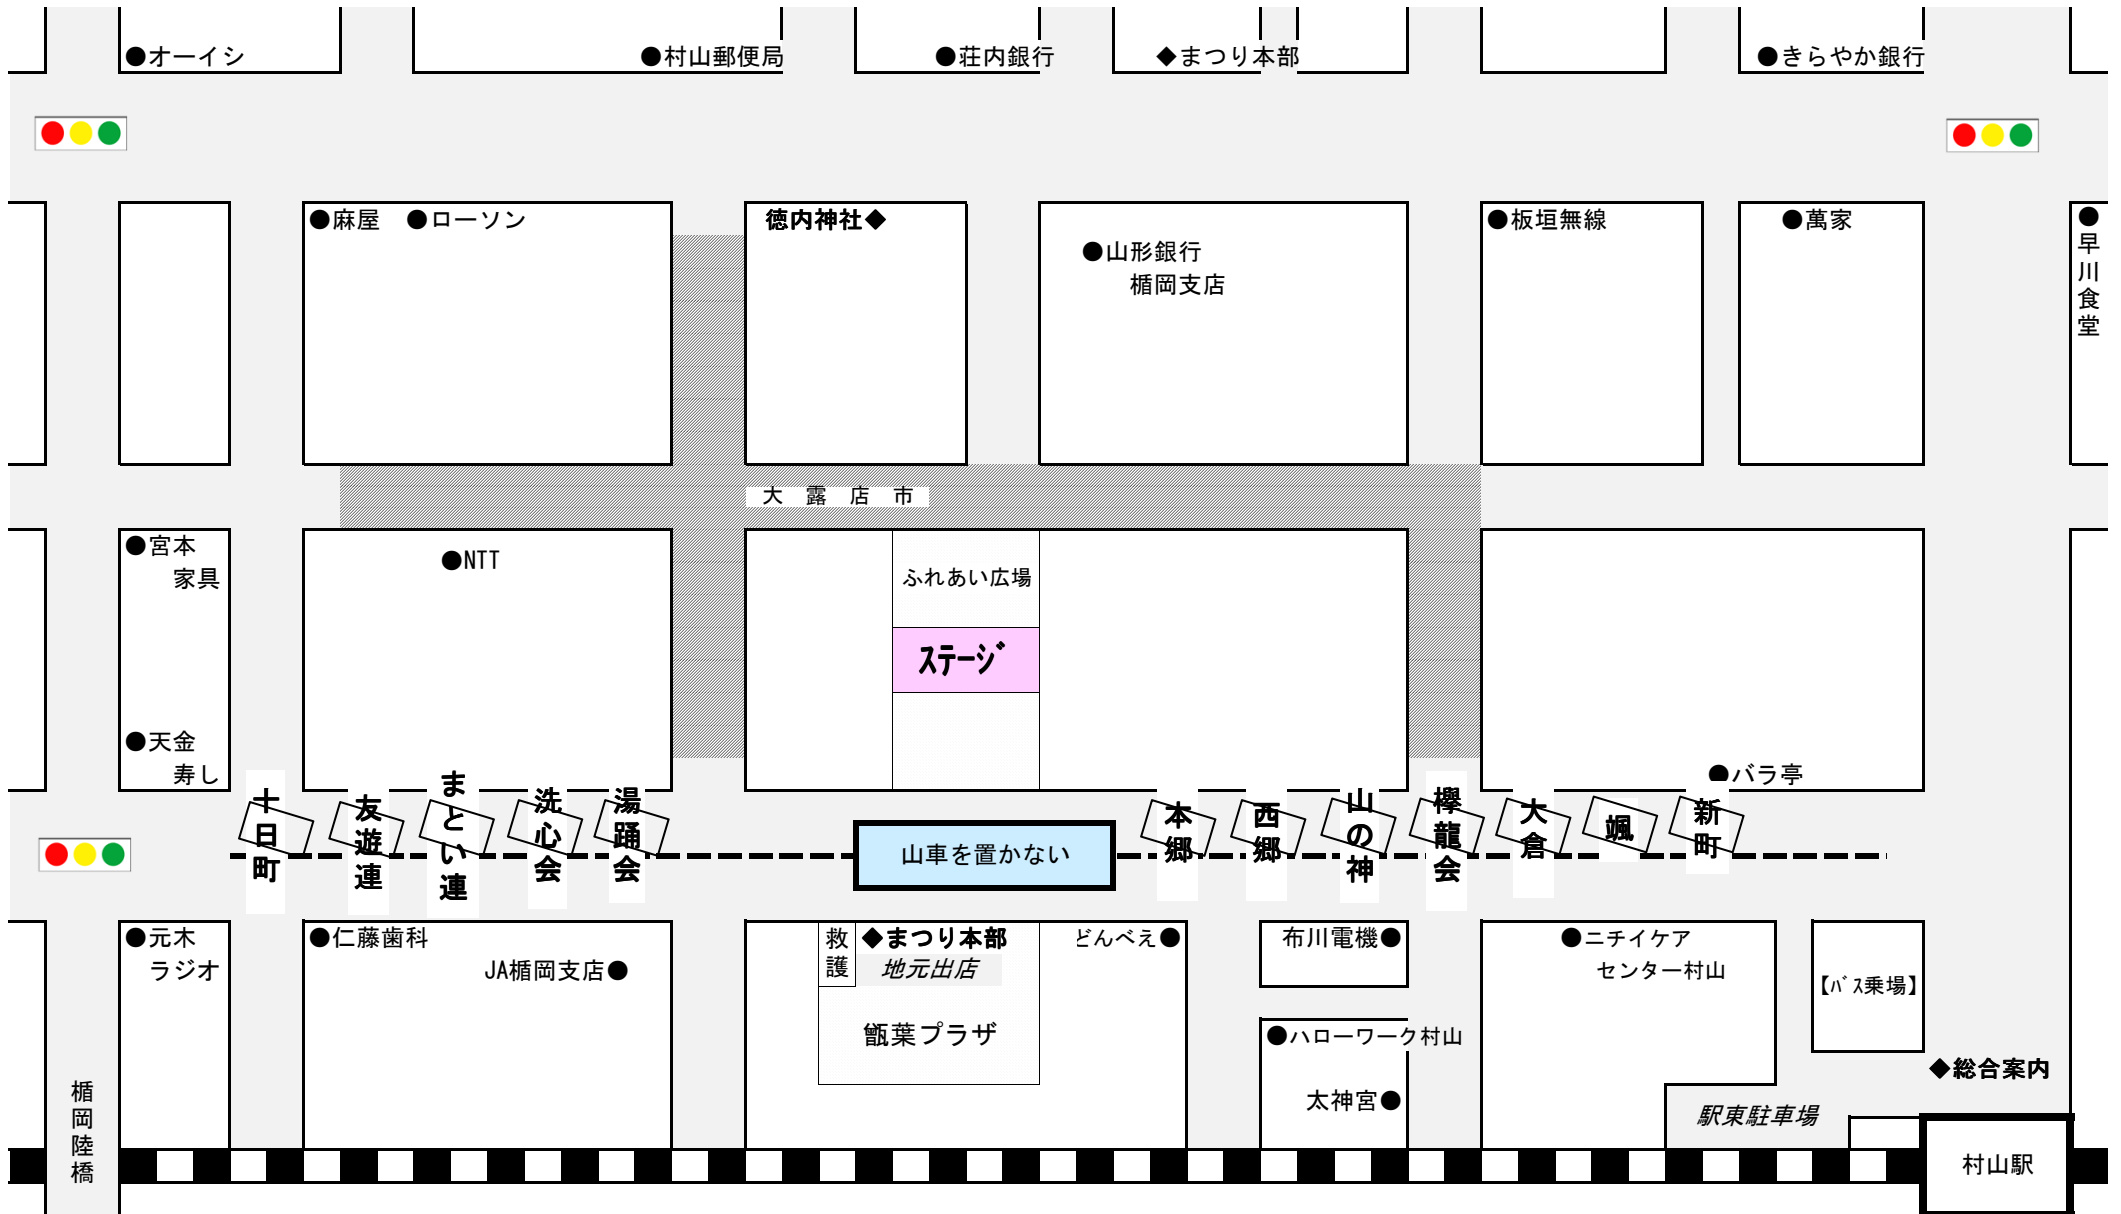 ●オーイシ
●村山郵便局
●荘内銀行
◆まつり本部
●きらやか銀行
●麻屋 ●ローソン
徳内神社◆
●山形銀行
楯岡支店
●板垣無線
●萬家
●早川食堂
大 露 店 市
●宮本
家具
●NTT
ふれあい広場
ｽﾃｰｼﾞ
●天金
寿し
●バラ亭
十日町
友遊連
まとい連
洗心会
湯踊会
山車を置かない
本郷
西郷
山の神
欅龍会
大倉
颯
新町
●元木
ラジオ
●仁藤歯科
JA楯岡支店●
救護
◆まつり本部
地元出店
甑葉プラザ
どんべえ●
布川電機●
●ニチイケア
センター村山
【ﾊﾞｽ乗場】
●ハローワーク村山
太神宮●
◆総合案内
駅東駐車場
楯岡陸橋
村山駅